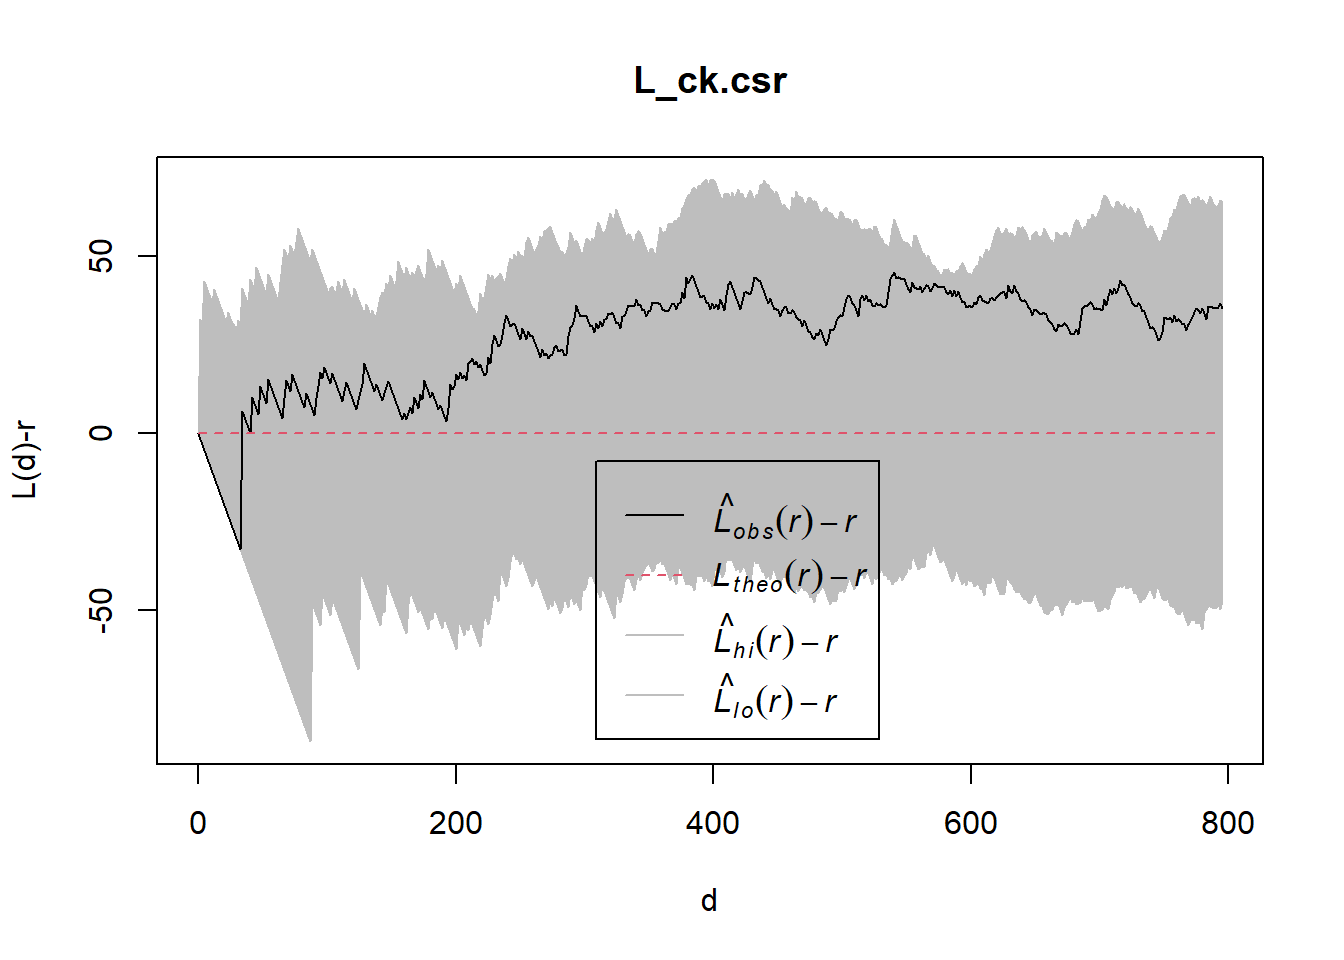 L_ck.csr
L(d)-r
50
0
-50
L̂obs(r) − r
Ltheo(r) − r
L̂hi(r) − r
L̂lo(r) − r
0 200 400 600 800
d